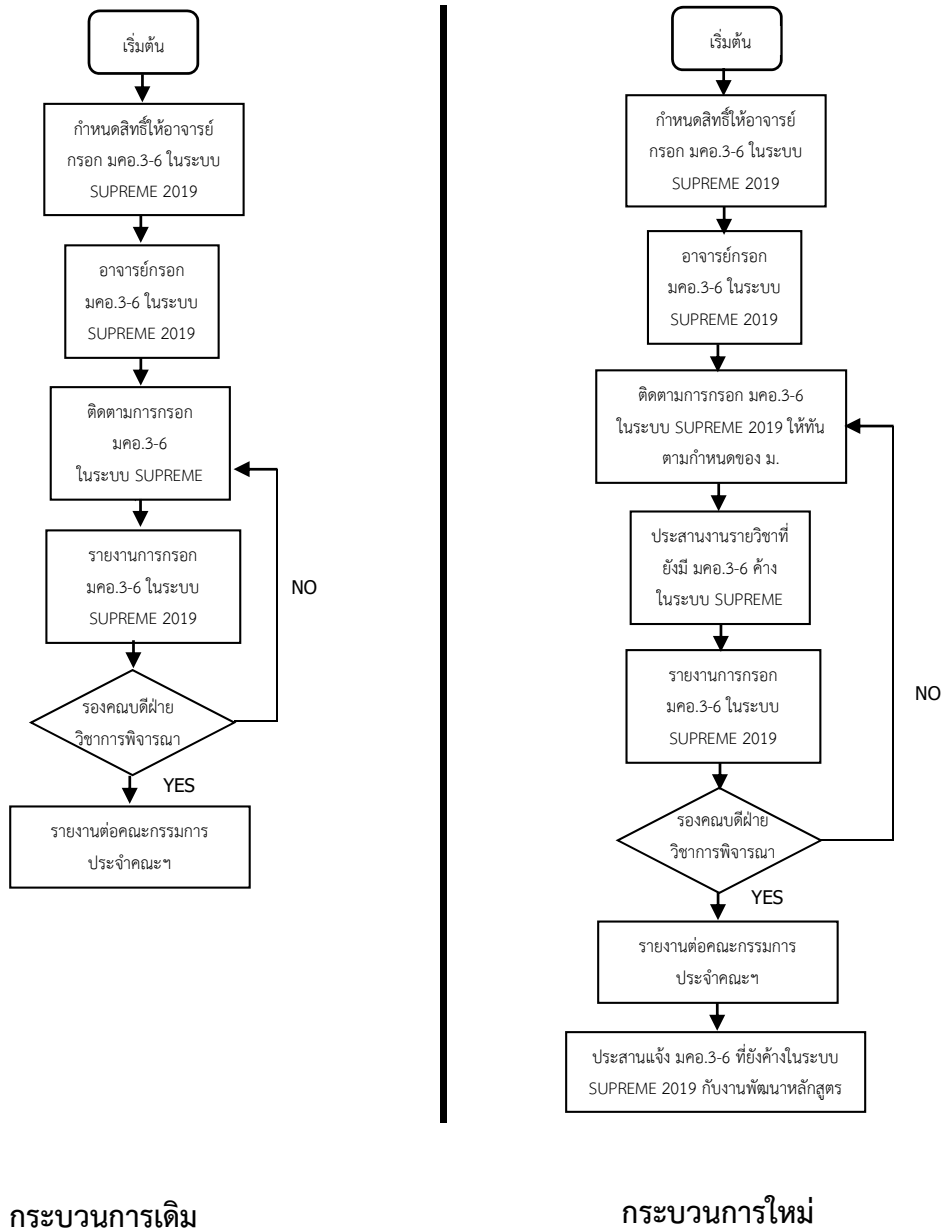 เริ่มต้น
กำหนดสิทธิ์ให้อาจารย์
กรอก มคอ.3-6 ในระบบ
SUPREME 2019
อาจารย์กรอก
มคอ.3-6 ในระบบ
SUPREME 2019
ติดตามการกรอก
มคอ.3-6
ในระบบ SUPREME
รายงานการกรอก
มคอ.3-6 ในระบบ
SUPREME 2019
NO
รองคณบดีฝ่าย
วิชาการพิจารณา
YES
รายงานต่อคณะกรรมการ
ประจำคณะฯ
กระบวนการเดิม
เริ่มต้น
กำหนดสิทธิ์ให้อาจารย์
กรอก มคอ.3-6 ในระบบ
SUPREME 2019
อาจารย์กรอก
มคอ.3-6 ในระบบ
SUPREME 2019
ติดตามการกรอก มคอ.3-6
ในระบบ SUPREME 2019 ให้ทัน
ตามกำหนดของ ม.
ประสานงานรายวิชาที่
ยังมี มคอ.3-6 ค้าง
ในระบบ SUPREME
รายงานการกรอก
มคอ.3-6 ในระบบ
SUPREME 2019
NO
รองคณบดีฝ่าย
วิชาการพิจารณา
YES
รายงานต่อคณะกรรมการ
ประจำคณะฯ
ประสานแจ้ง มคอ.3-6 ที่ยังค้างในระบบ
SUPREME 2019 กับงานพัฒนาหลักสูตร
กระบวนการใหม่